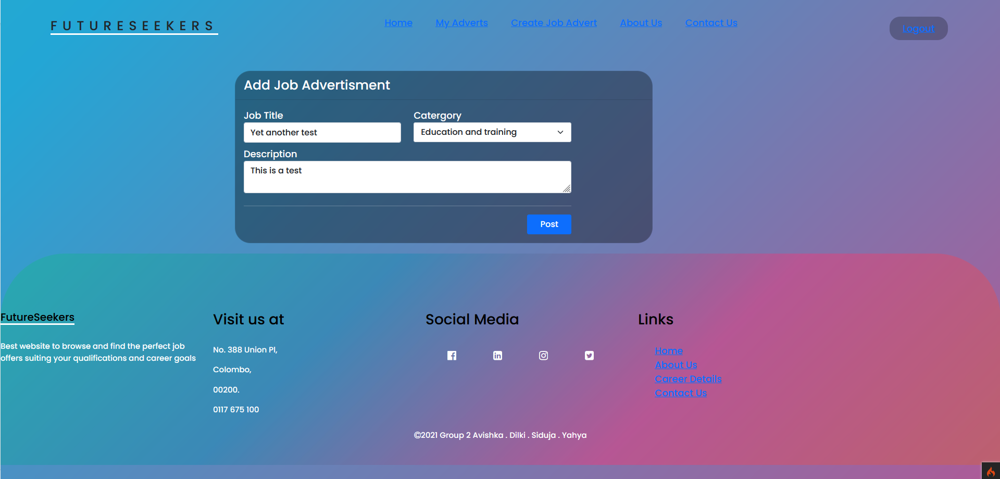 FUTURESEEKERS
Home My Adverts Create Job Advert About Us Contact Us
Logout
Add Job Advertisment
Job Title Catergory
Yet another test Education and training
Description
This is a test
Post
FutureSeekers
Best website to browse and find the perfect job
offers suiting your qualifications and career goals
Visit us at
No. 388 Union Pl,
Colombo,
00200.
0117 675 100
Social Media
Links
Home
About Us
Career Details
Contact Us
©2021 Group 2 Avishka . Dilki . Siduja . Yahya